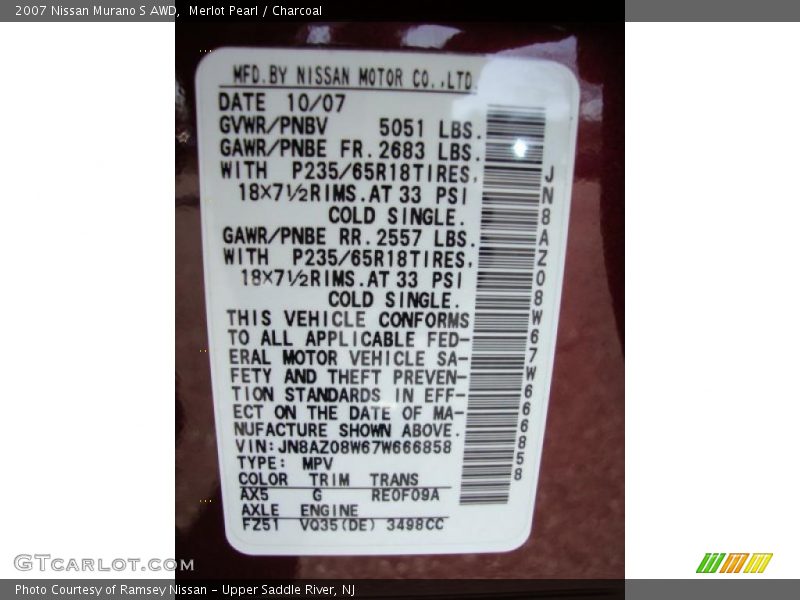 2007 Nissan Murano S AWD, Merlot Pearl / Charcoal
MFD.BY NISSAN MOTOR CO.,LTD.
DATE 10/07
GVWR/PNBV 5051 LBS.
GAWR/PNBE FR. 2683 LBS.
WITH P235/65R18TIRES,
18×7½RIMS.AT 33 PSI
COLD SINGLE.
GAWR/PNBE RR. 2557 LBS.
WITH P235/65R18TIRES,
18×7½RIMS.AT 33 PSI
COLD SINGLE.
THIS VEHICLE CONFORMS
TO ALL APPLICABLE FED-
ERAL MOTOR VEHICLE SA-
FETY AND THEFT PREVEN-
TION STANDARDS IN EFF-
ECT ON THE DATE OF MA-
NUFACTURE SHOWN ABOVE.
VIN:JN8AZ08W67W666858
TYPE: MPV
COLOR TRIM TRANS
AX5 G RE0F09A
AXLE ENGINE
FZ51 VQ35(DE) 3498CC
JN8AZ08W67W666858
GTCARLOT.COM
Photo Courtesy of Ramsey Nissan - Upper Saddle River, NJ